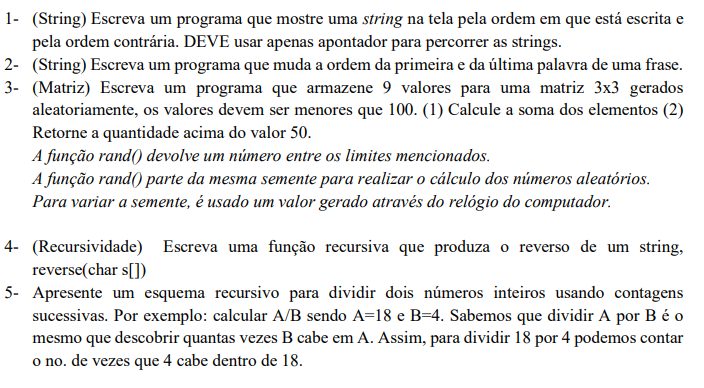 1- (String) Escreva um programa que mostre uma string na tela pela ordem em que está escrita e
pela ordem contrária. DEVE usar apenas apontador para percorrer as strings.
2- (String) Escreva um programa que muda a ordem da primeira e da última palavra de uma frase.
3- (Matriz) Escreva um programa que armazene 9 valores para uma matriz 3x3 gerados
aleatoriamente, os valores devem ser menores que 100. (1) Calcule a soma dos elementos (2)
Retorne a quantidade acima do valor 50.
A função rand() devolve um número entre os limites mencionados.
A função rand() parte da mesma semente para realizar o cálculo dos números aleatórios.
Para variar a semente, é usado um valor gerado através do relógio do computador.
4- (Recursividade) Escreva uma função recursiva que produza o reverso de um string,
reverse(char s[])
5- Apresente um esquema recursivo para dividir dois números inteiros usando contagens
sucessivas. Por exemplo: calcular A/B sendo A=18 e B=4. Sabemos que dividir A por B é o
mesmo que descobrir quantas vezes B cabe em A. Assim, para dividir 18 por 4 podemos contar
o no. de vezes que 4 cabe dentro de 18.